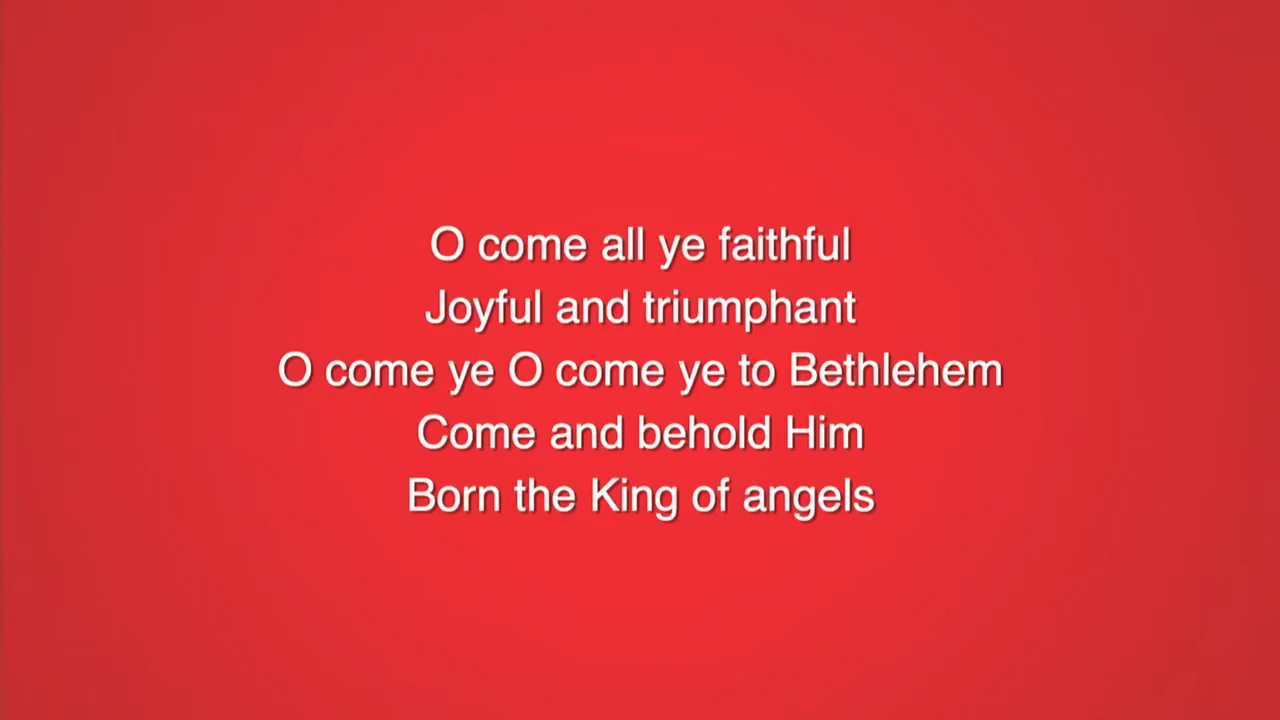 O come all ye faithful
Joyful and triumphant
O come ye O come ye to Bethlehem
Come and behold Him
Born the King of angels